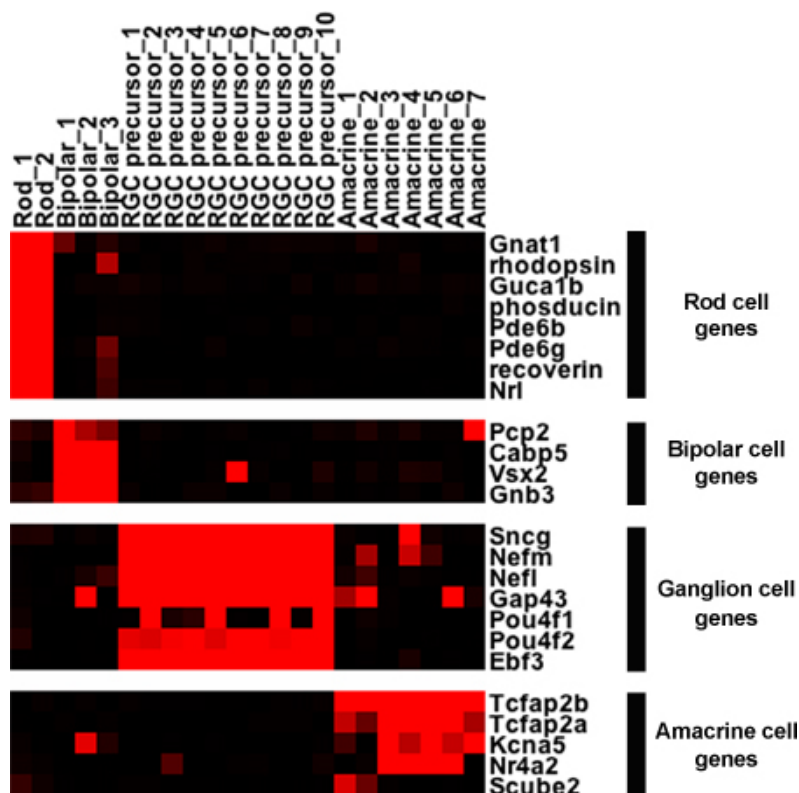 Rod_1
Rod_2
Bipolar_1
Bipolar_2
Bipolar_3
RGC precursor_1
RGC precursor_2
RGC precursor_3
RGC precursor_4
RGC precursor_5
RGC precursor_6
RGC precursor_7
RGC precursor_8
RGC precursor_9
RGC precursor_10
Amacrine_1
Amacrine_2
Amacrine_3
Amacrine_4
Amacrine_5
Amacrine_6
Amacrine_7
Gnat1
rhodopsin
Guca1b
phosducin
Pde6b
Pde6g
recoverin
Nrl
Rod cell
genes
Pcp2
Cabp5
Vsx2
Gnb3
Bipolar cell
genes
Sncg
Nefm
Nefl
Gap43
Pou4f1
Pou4f2
Ebf3
Ganglion cell
genes
Tcfap2b
Tcfap2a
Kcna5
Nr4a2
Scube2
Amacrine cell
genes